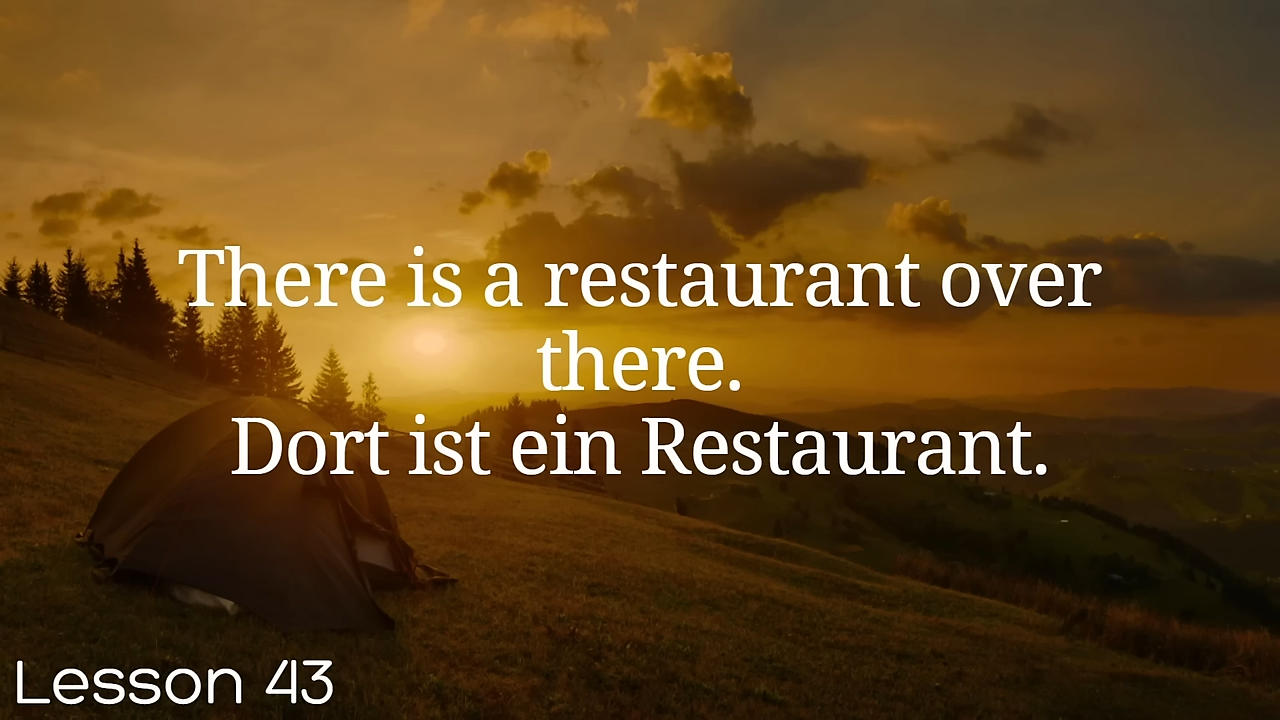 There is a restaurant over
there.
Dort ist ein Restaurant.
Lesson 43